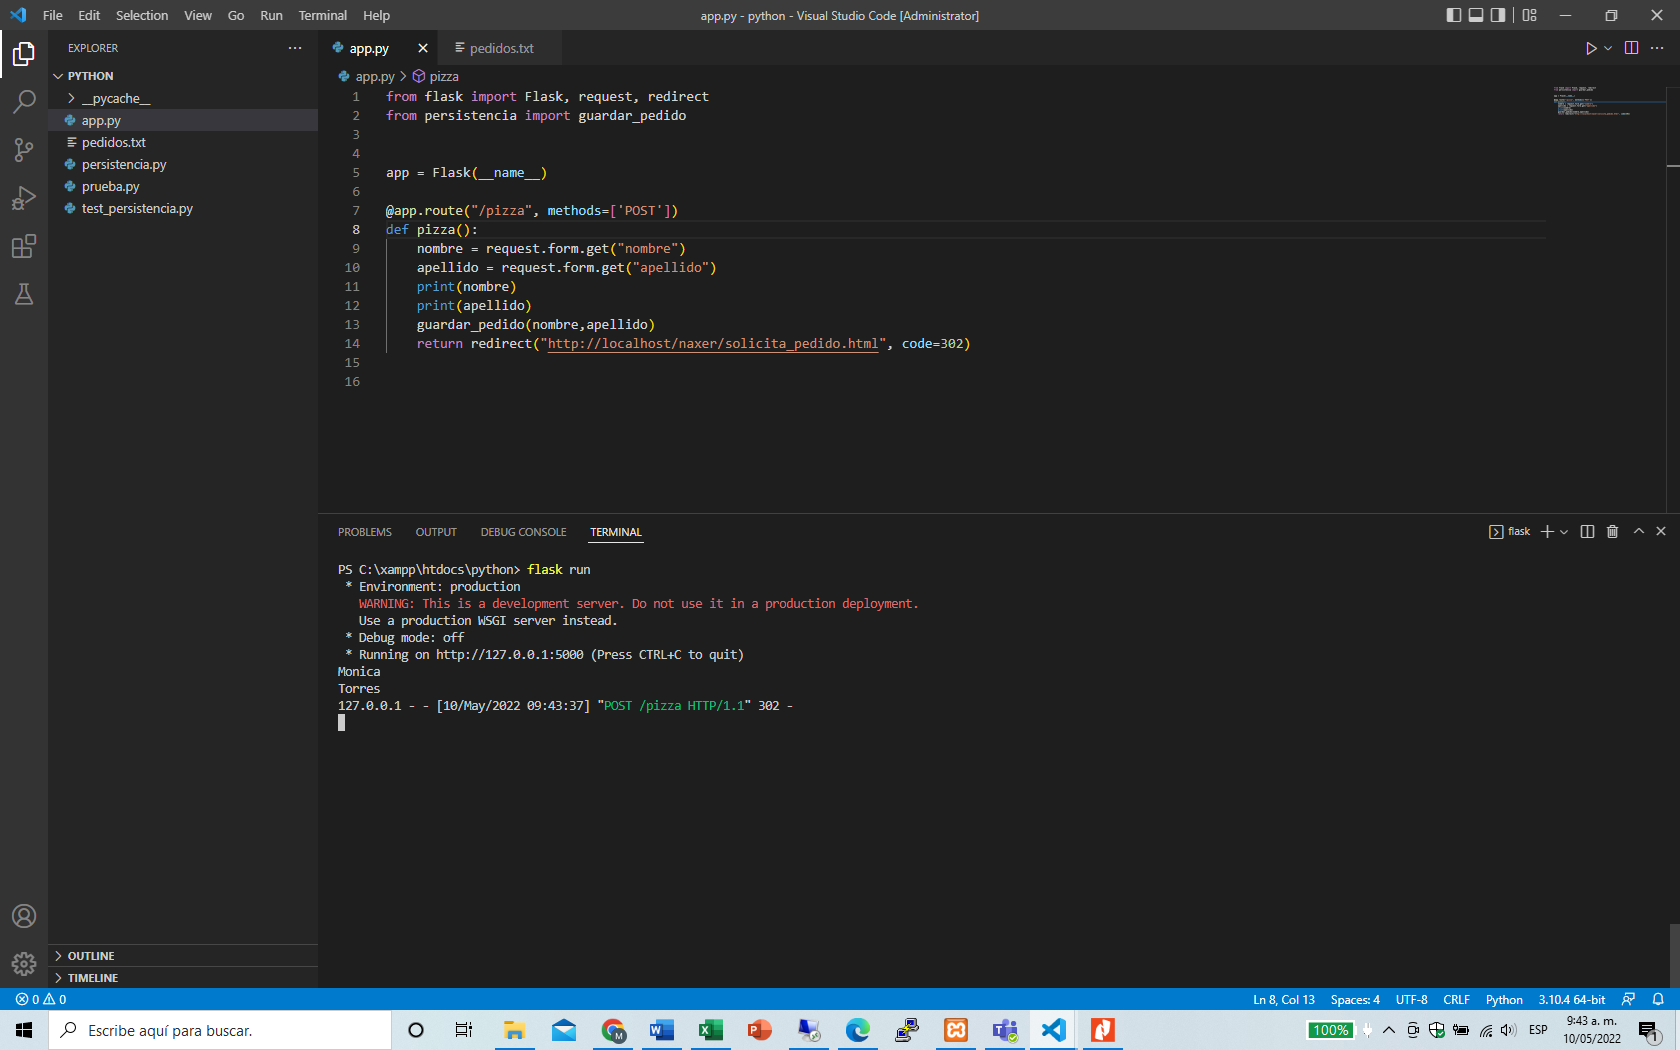 File Edit Selection View Go Run Terminal Help
app.py - python - Visual Studio Code [Administrator]
EXPLORER
PYTHON
__pycache__
app.py
pedidos.txt
persistencia.py
prueba.py
test_persistencia.py
OUTLINE
TIMELINE
app.py
pedidos.txt
app.py > pizza
1 from flask import Flask, request, redirect
2 from persistencia import guardar_pedido
3
4
5 app = Flask(__name__)
6
7 @app.route("/pizza", methods=['POST'])
8 def pizza():
9 nombre = request.form.get("nombre")
10 apellido = request.form.get("apellido")
11 print(nombre)
12 print(apellido)
13 guardar_pedido(nombre,apellido)
14 return redirect("http://localhost/naxer/solicita_pedido.html", code=302)
15
16
PROBLEMS OUTPUT DEBUG CONSOLE TERMINAL
flask
PS C:\xampp\htdocs\python> flask run
* Environment: production
WARNING: This is a development server. Do not use it in a production deployment.
Use a production WSGI server instead.
* Debug mode: off
* Running on http://127.0.0.1:5000 (Press CTRL+C to quit)
Monica
Torres
127.0.0.1 - - [10/May/2022 09:43:37] "POST /pizza HTTP/1.1" 302 -
0 0
Ln 8, Col 13 Spaces: 4 UTF-8 CRLF Python 3.10.4 64-bit
Escribe aquí para buscar.
100%
ESP
9:43 a. m.
10/05/2022
1